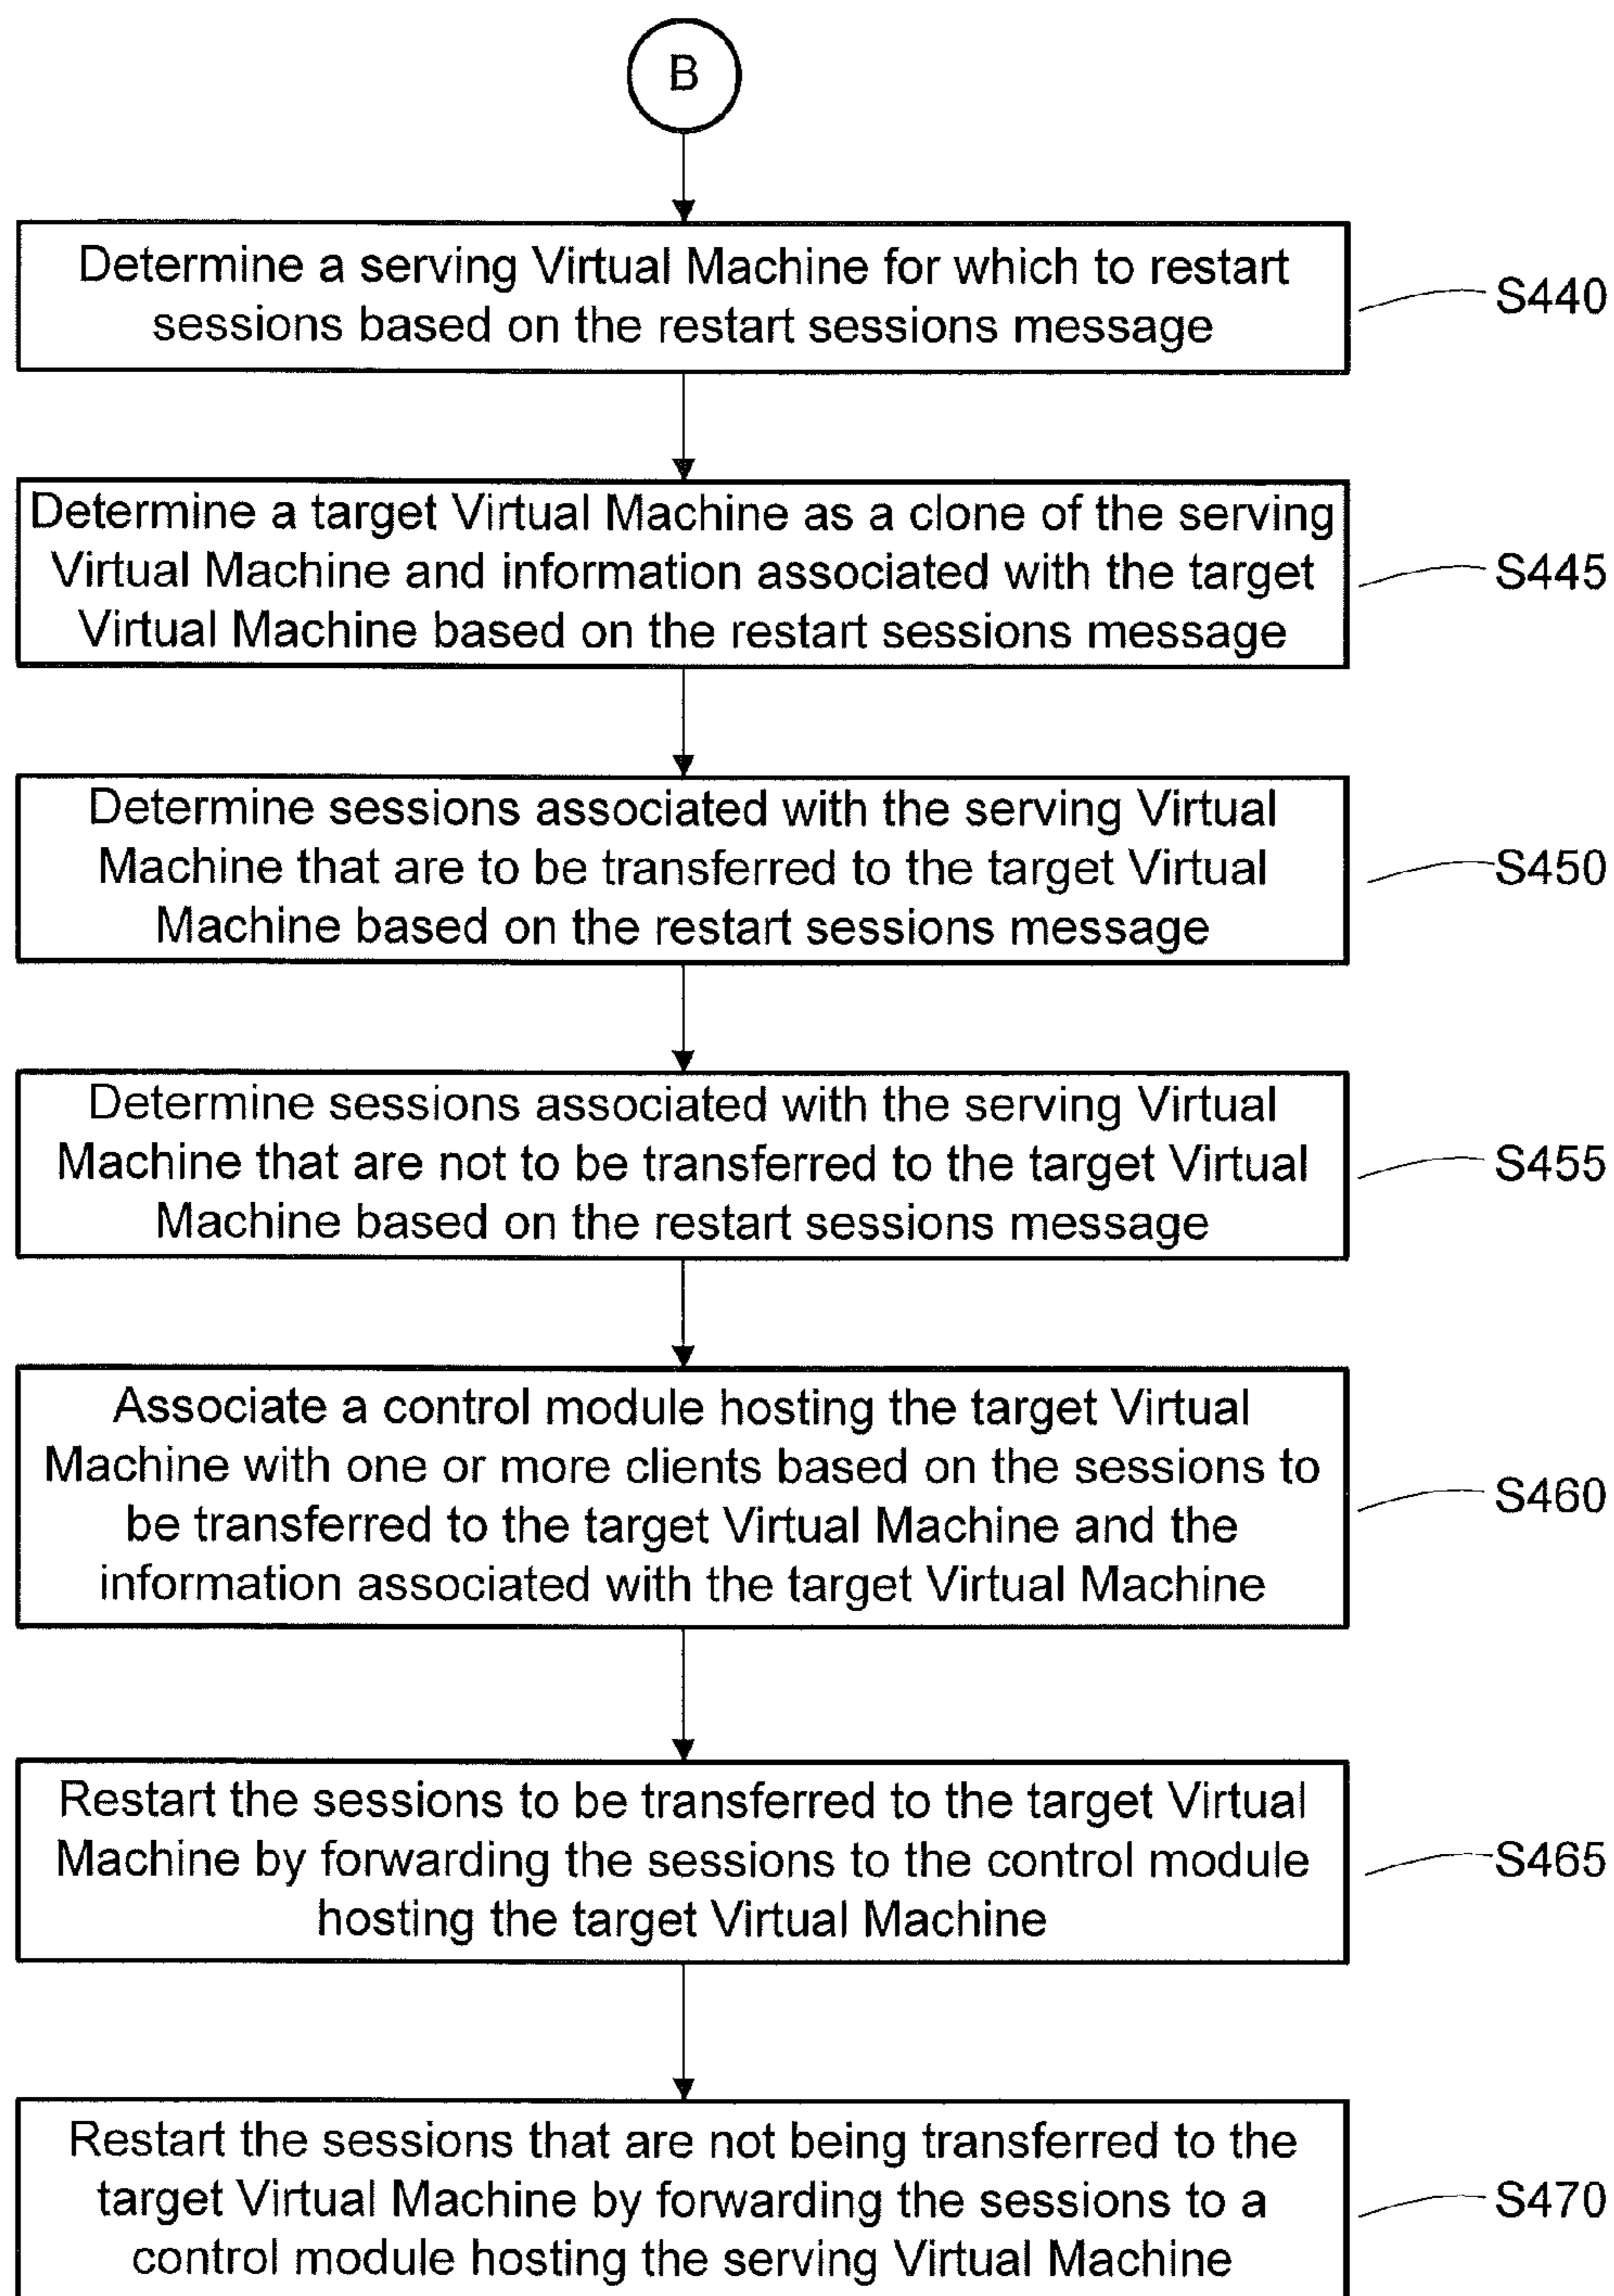 B
Determine a serving Virtual Machine for which to restart
sessions based on the restart sessions message
S440
Determine a target Virtual Machine as a clone of the serving
Virtual Machine and information associated with the target
Virtual Machine based on the restart sessions message
S445
Determine sessions associated with the serving Virtual
Machine that are to be transferred to the target Virtual
Machine based on the restart sessions message
S450
Determine sessions associated with the serving Virtual
Machine that are not to be transferred to the target Virtual
Machine based on the restart sessions message
S455
Associate a control module hosting the target Virtual
Machine with one or more clients based on the sessions to
be transferred to the target Virtual Machine and the
information associated with the target Virtual Machine
S460
Restart the sessions to be transferred to the target Virtual
Machine by forwarding the sessions to the control module
hosting the target Virtual Machine
S465
Restart the sessions that are not being transferred to the
target Virtual Machine by forwarding the sessions to a
control module hosting the serving Virtual Machine
S470